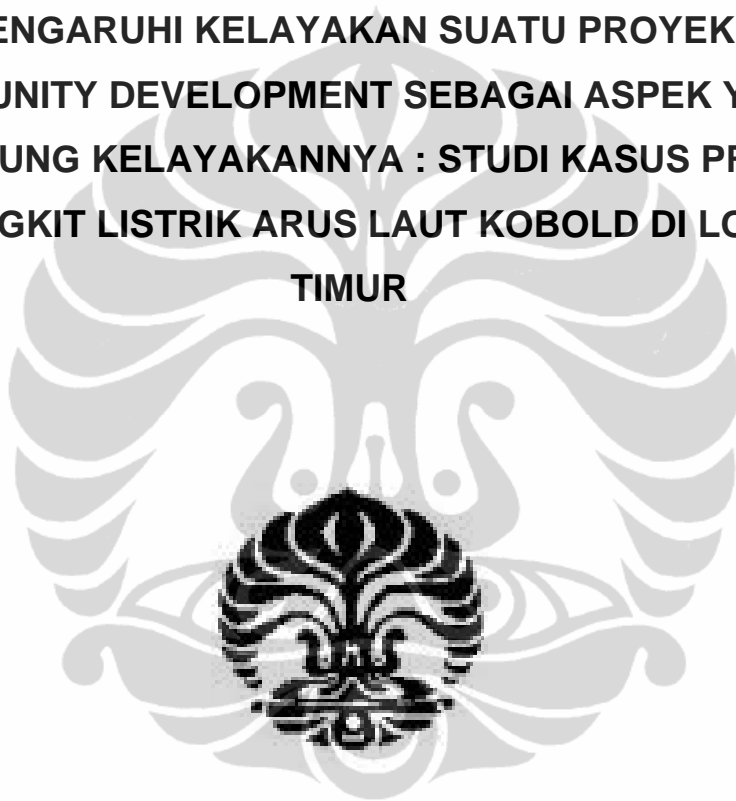 ENGARUHI KELAYAKAN SUATU PROYEK
UNITY DEVELOPMENT SEBAGAI ASPEK Y
UNG KELAYAKANNYA : STUDI KASUS PR
GKIT LISTRIK ARUS LAUT KOBOLD DI LO
TIMUR